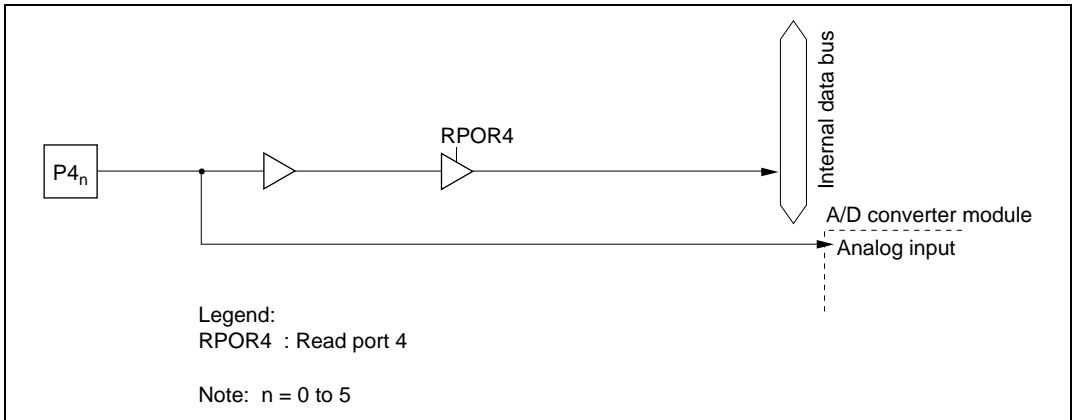 Internal data bus
RPOR4
P4n
A/D converter module
Analog input
Legend:
RPOR4 : Read port 4
Note: n = 0 to 5